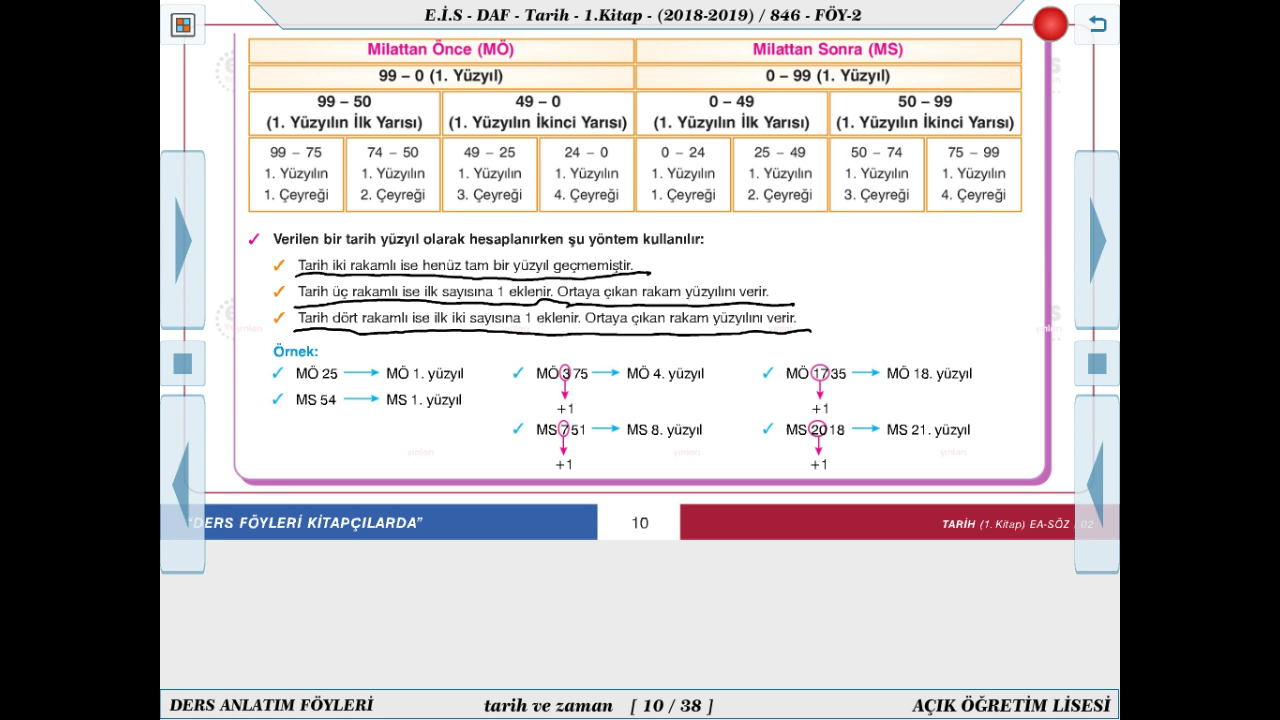 E.İ.S - DAF - Tarih - 1.Kitap - (2018-2019) / 846 - FÖY-2
Milattan Önce (MÖ) Milattan Sonra (MS)
99 – 0 (1. Yüzyıl) 0 – 99 (1. Yüzyıl)
99 – 50 49 – 0 0 – 49 50 – 99
(1. Yüzyılın İlk Yarısı) (1. Yüzyılın İkinci Yarısı) (1. Yüzyılın İlk Yarısı) (1. Yüzyılın İkinci Yarısı)
99 – 75 74 – 50 49 – 25 24 – 0 0 – 24 25 – 49 50 – 74 75 – 99
1. Yüzyılın 1. Yüzyılın 1. Yüzyılın 1. Yüzyılın 1. Yüzyılın 1. Yüzyılın 1. Yüzyılın 1. Yüzyılın
1. Çeyreği 2. Çeyreği 3. Çeyreği 4. Çeyreği 1. Çeyreği 2. Çeyreği 3. Çeyreği 4. Çeyreği
✓ Verilen bir tarih yüzyıl olarak hesaplanırken şu yöntem kullanılır:
✓ Tarih iki rakamlı ise henüz tam bir yüzyıl geçmemiştir.
✓ Tarih üç rakamlı ise ilk sayısına 1 eklenir. Ortaya çıkan rakam yüzyılını verir.
✓ Tarih dört rakamlı ise ilk iki sayısına 1 eklenir. Ortaya çıkan rakam yüzyılını verir.
Örnek:
✓ MÖ 25 → MÖ 1. yüzyıl ✓ MÖ 375 → MÖ 4. yüzyıl ✓ MÖ 1735 → MÖ 18. yüzyıl
✓ MS 54 → MS 1. yüzyıl +1 +1
✓ MS 751 → MS 8. yüzyıl ✓ MS 2018 → MS 21. yüzyıl
+1 +1
"DERS FÖYLERİ KİTAPÇILARDA" 10 TARİH (1. Kitap) EA-SÖZ / 02
DERS ANLATIM FÖYLERİ tarih ve zaman [ 10 / 38 ] AÇIK ÖĞRETİM LİSESİ